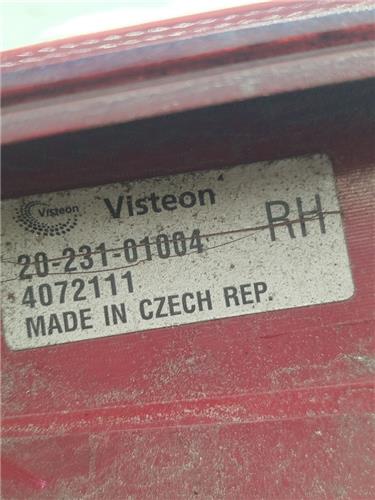 Visteon Visteon
20-231-01004 RH
4072111
MADE IN CZECH REP.